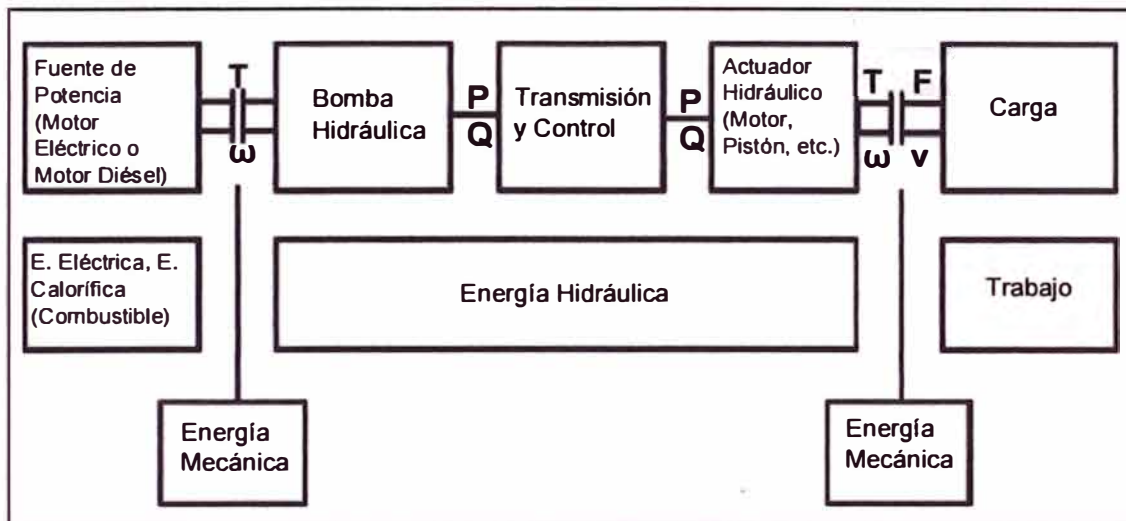 Fuente de
Potencia
(Motor
Eléctrico o
Motor Diésel)
T
ω
Bomba
Hidráulica
P
Q
Transmisión
y Control
P
Q
Actuador
Hidráulico
(Motor,
Pistón, etc.)
T F
ω v
Carga
E. Eléctrica, E.
Calorífica
(Combustible)
Energía Hidráulica
Trabajo
Energía
Mecánica
Energía
Mecánica